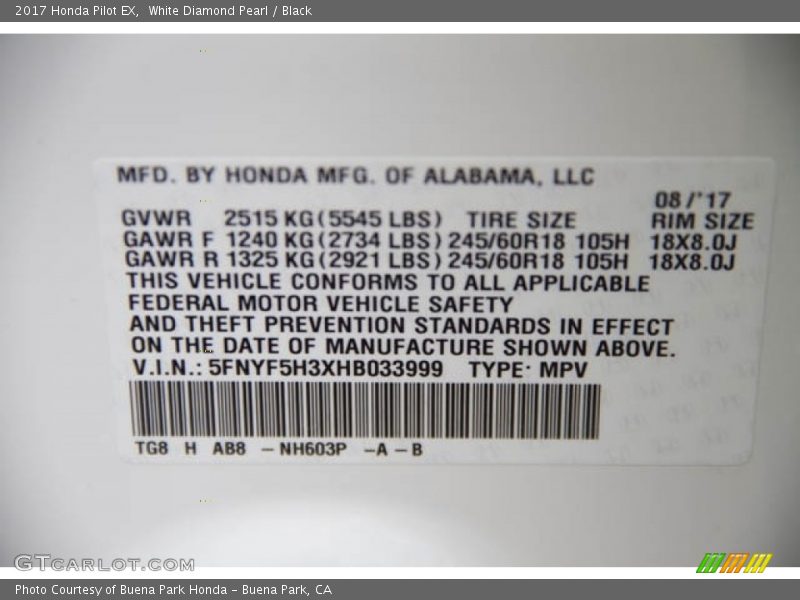 2017 Honda Pilot EX, White Diamond Pearl / Black
MFD. BY HONDA MFG. OF ALABAMA, LLC
08/'17
GVWR 2515 KG(5545 LBS) TIRE SIZE RIM SIZE
GAWR F 1240 KG(2734 LBS) 245/60R18 105H 18X8.0J
GAWR R 1325 KG(2921 LBS) 245/60R18 105H 18X8.0J
THIS VEHICLE CONFORMS TO ALL APPLICABLE
FEDERAL MOTOR VEHICLE SAFETY
AND THEFT PREVENTION STANDARDS IN EFFECT
ON THE DATE OF MANUFACTURE SHOWN ABOVE.
V.I.N.: 5FNYF5H3XHB033999 TYPE: MPV
TG8 H AB8 -NH603P -A-B
GTCARLOT.COM
Photo Courtesy of Buena Park Honda - Buena Park, CA